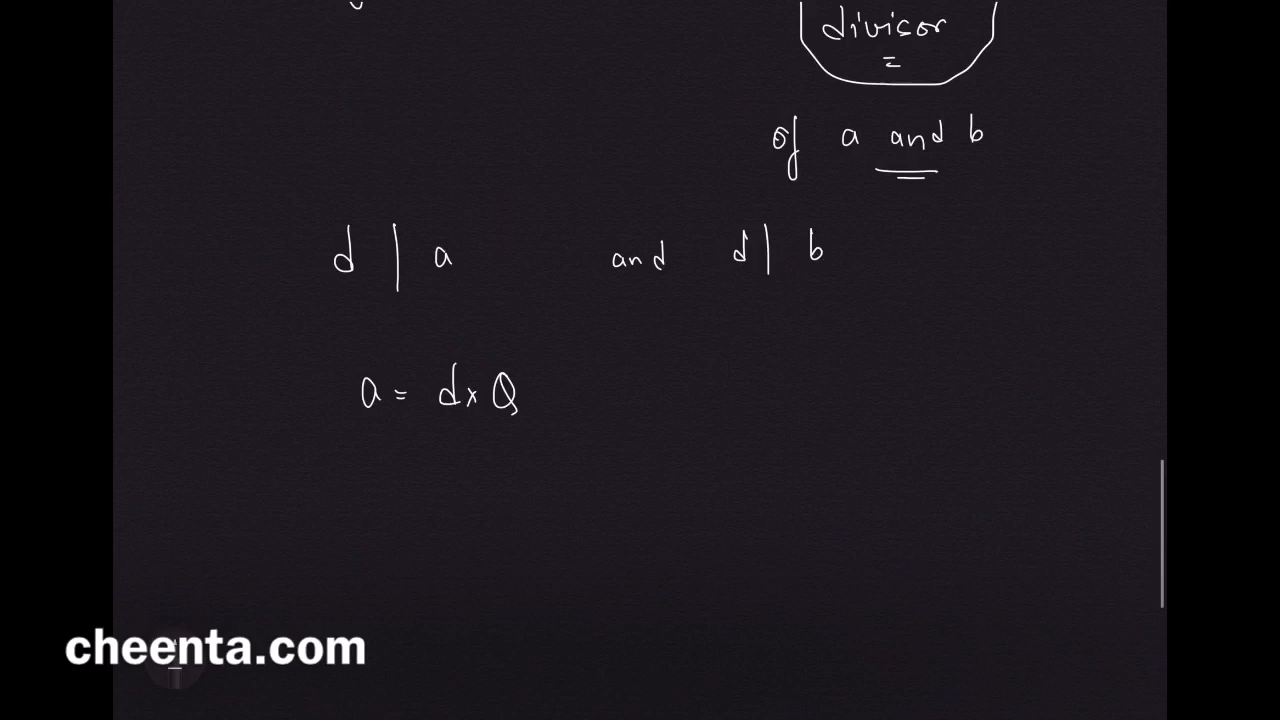 divisor
=
of a and b
d | a and d | b
a = d x Q
cheenta.com